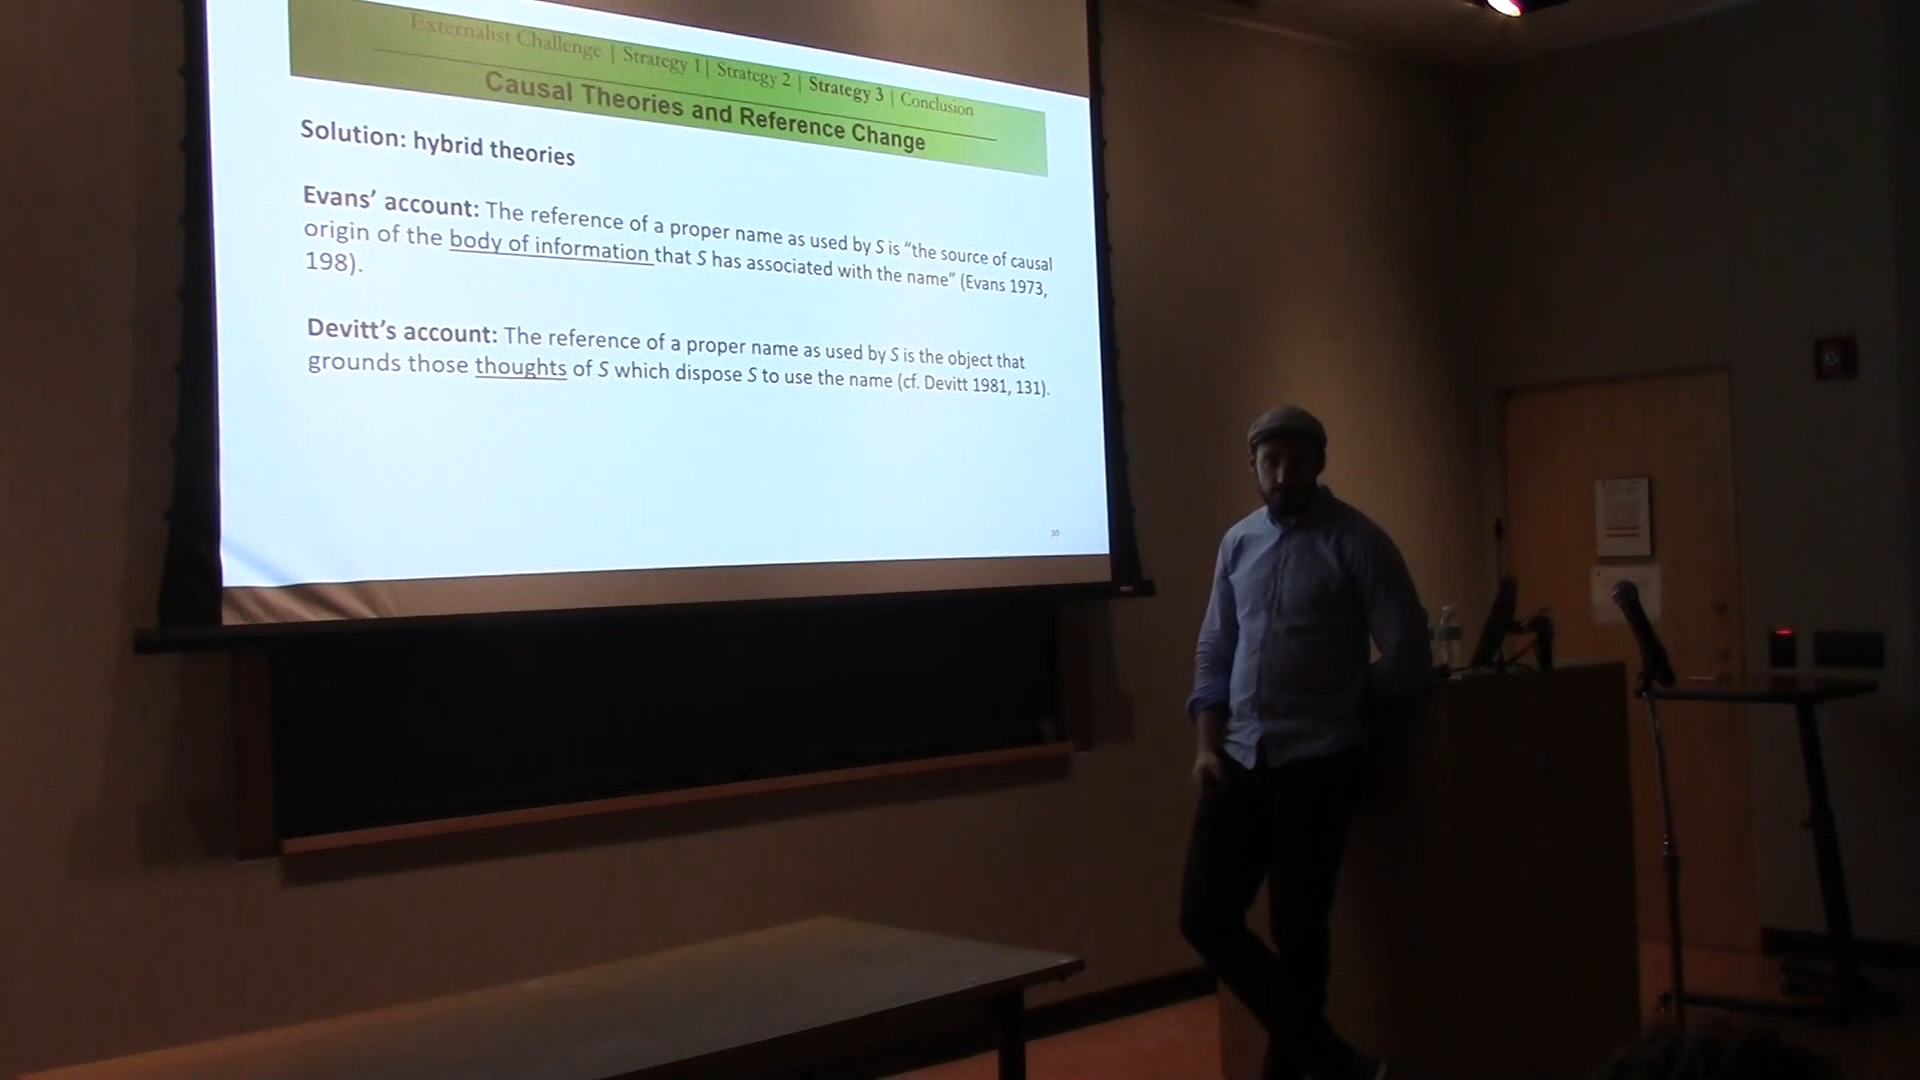 Externalist Challenge | Strategy 1 | Strategy 2 | Strategy 3 | Conclusion
Causal Theories and Reference Change
Solution: hybrid theories
Evans’ account: The reference of a proper name as used by S is “the source of causal
origin of the body of information that S has associated with the name” (Evans 1973,
198).
Devitt’s account: The reference of a proper name as used by S is the object that
grounds those thoughts of S which dispose S to use the name (cf. Devitt 1981, 131).
30